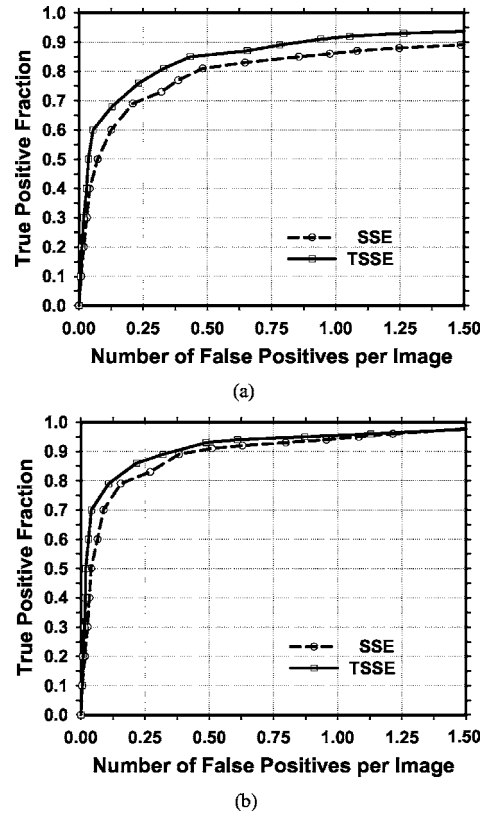 1.0
0.9
0.8
0.7
0.6
0.5
0.4
0.3
0.2
0.1
0.0
True Positive Fraction
SSE
TSSE
0.00 0.25 0.50 0.75 1.00 1.25 1.50
Number of False Positives per Image
(a)
1.0
0.9
0.8
0.7
0.6
0.5
0.4
0.3
0.2
0.1
0.0
True Positive Fraction
SSE
TSSE
0.00 0.25 0.50 0.75 1.00 1.25 1.50
Number of False Positives per Image
(b)